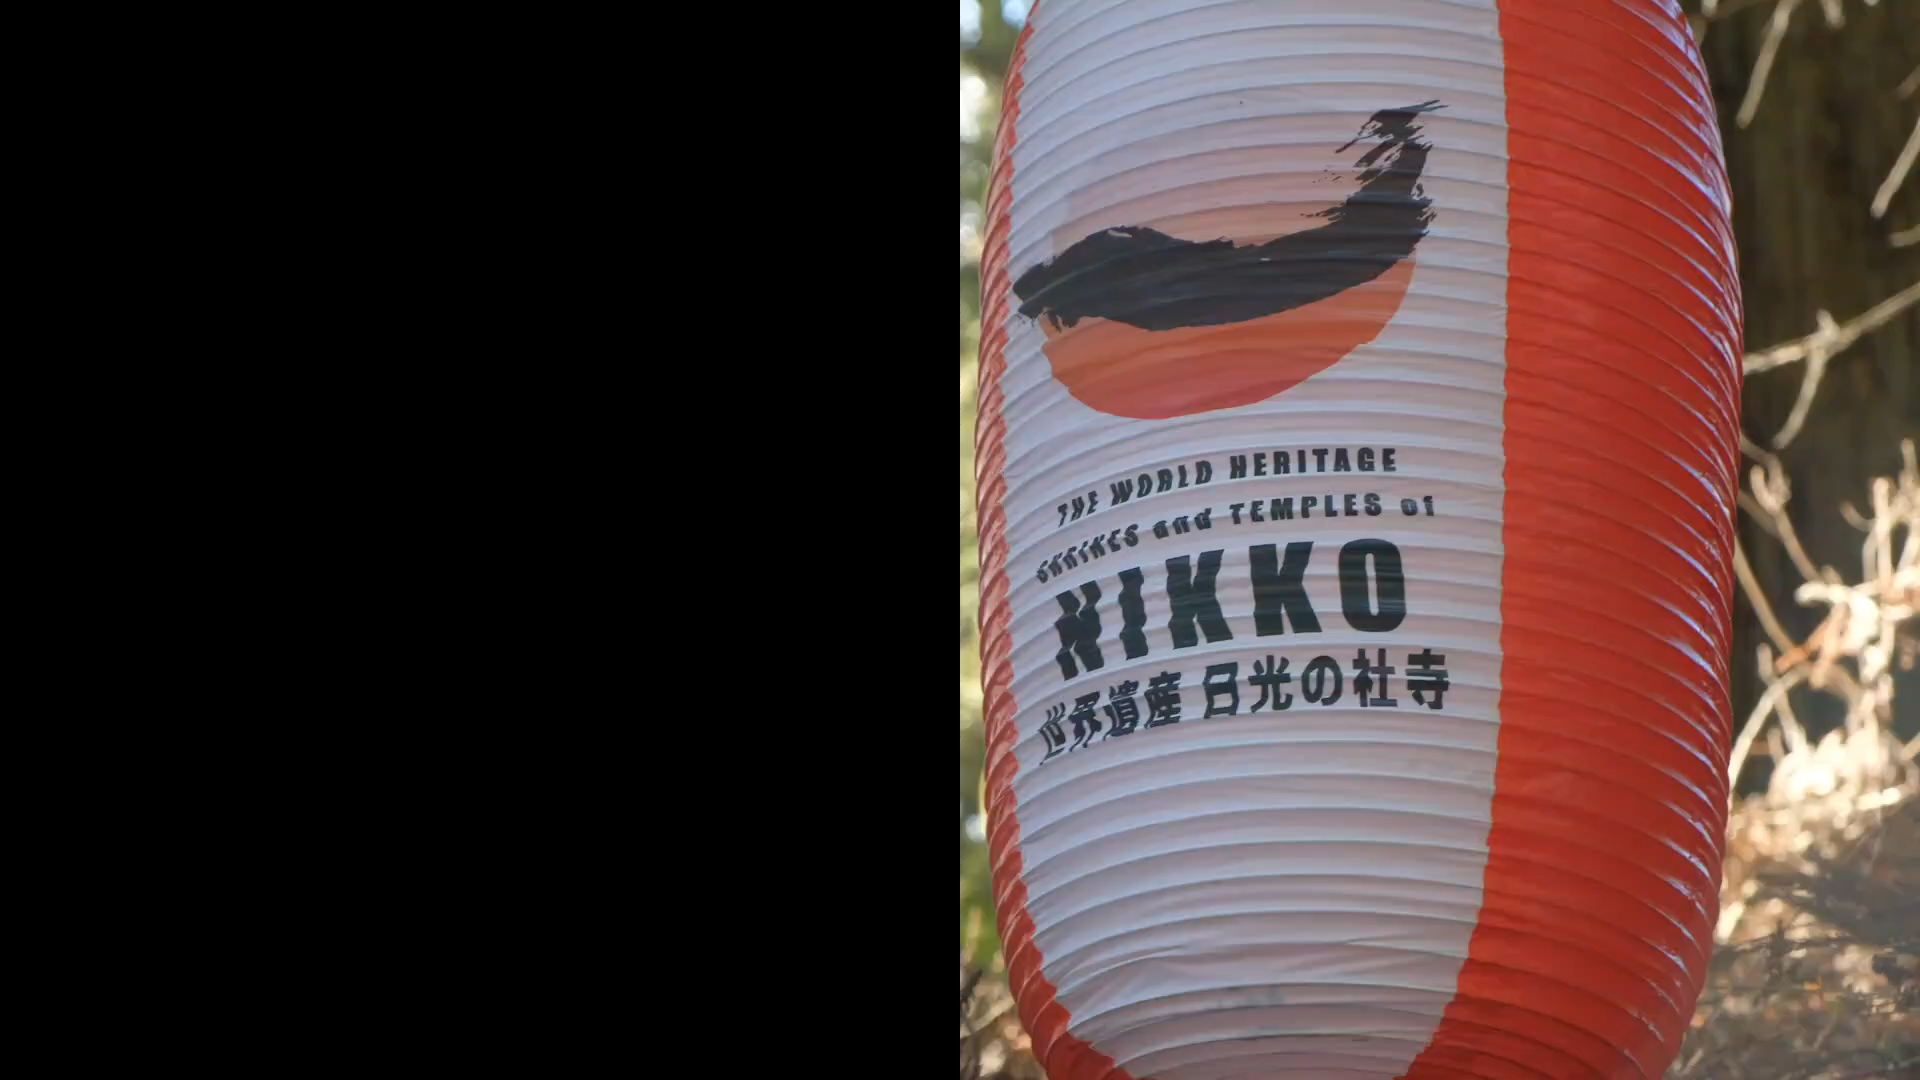 THE WORLD HERITAGE
SHRINES and TEMPLES of
NIKKO
世界遺産 日光の社寺